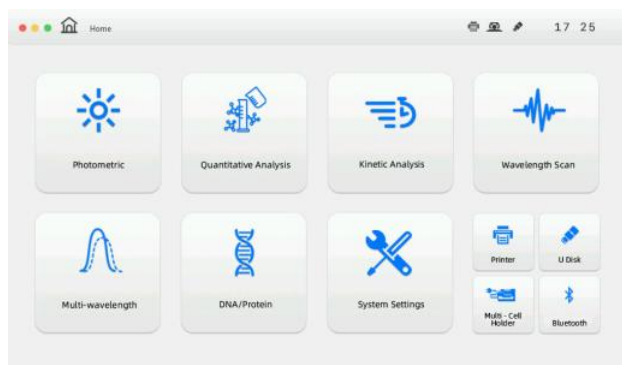 Home
17 25
Photometric
Quantitative Analysis
Kinetic Analysis
Wavelength Scan
Multi-wavelength
DNA/Protein
System Settings
Printer
U Disk
Multi - Cell
Holder
Bluetooth